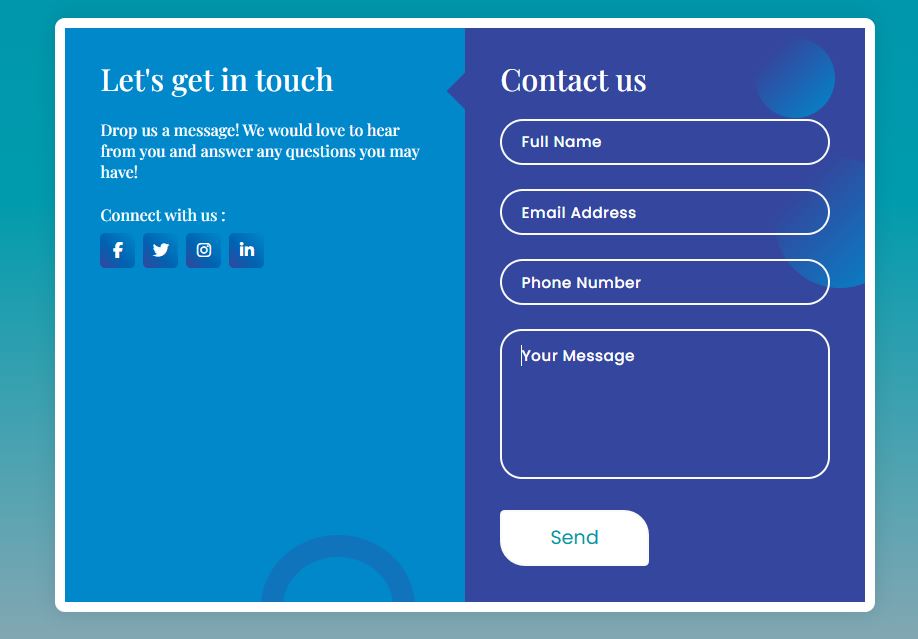 Let's get in touch
Drop us a message! We would love to hear
from you and answer any questions you may
have!
Connect with us :
Contact us
Full Name
Email Address
Phone Number
Your Message
Send